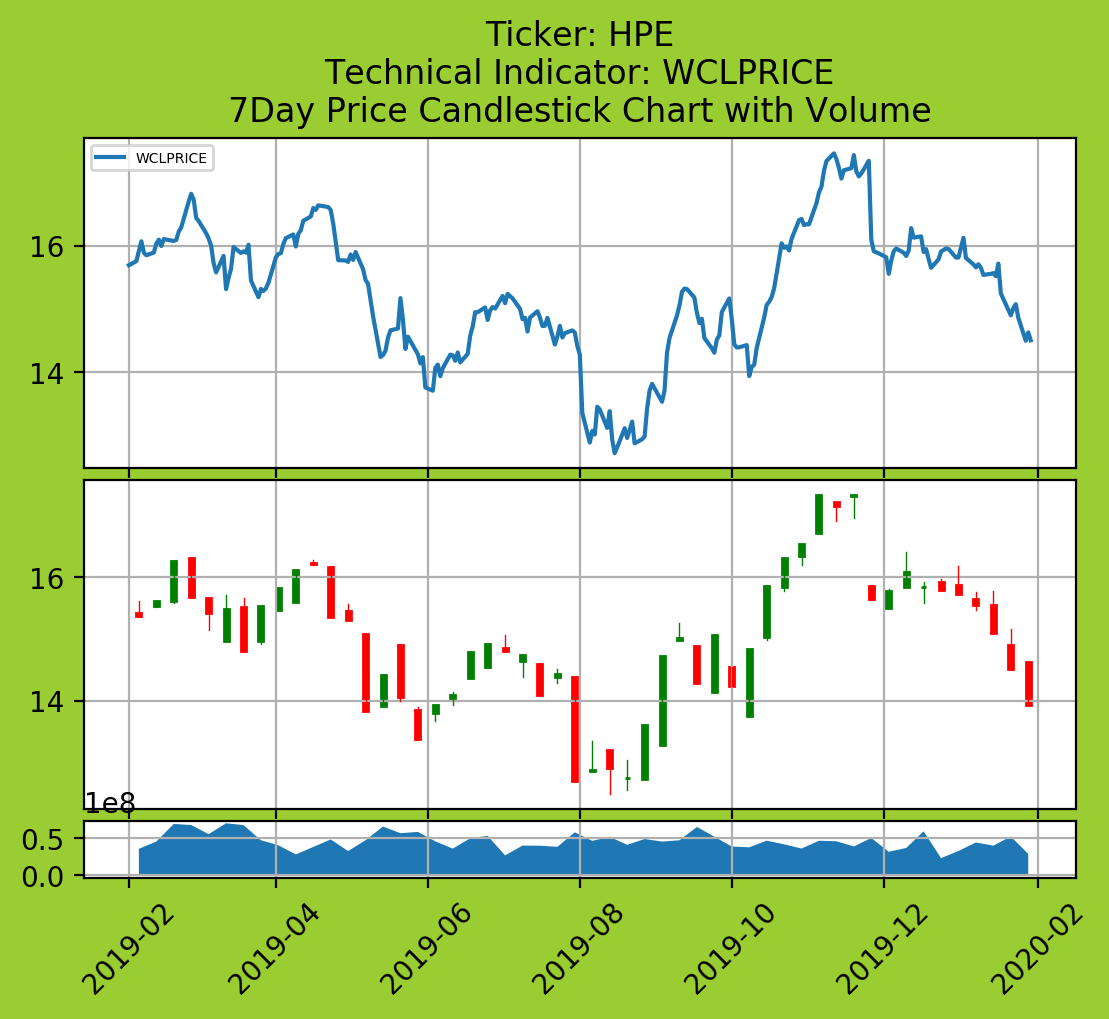 Ticker: HPE
Technical Indicator: WCLPRICE
7Day Price Candlestick Chart with Volume
WCLPRICE
16
14
16
14
1e8
0.5
0.0
2019-02
2019-04
2019-06
2019-08
2019-10
2019-12
2020-02